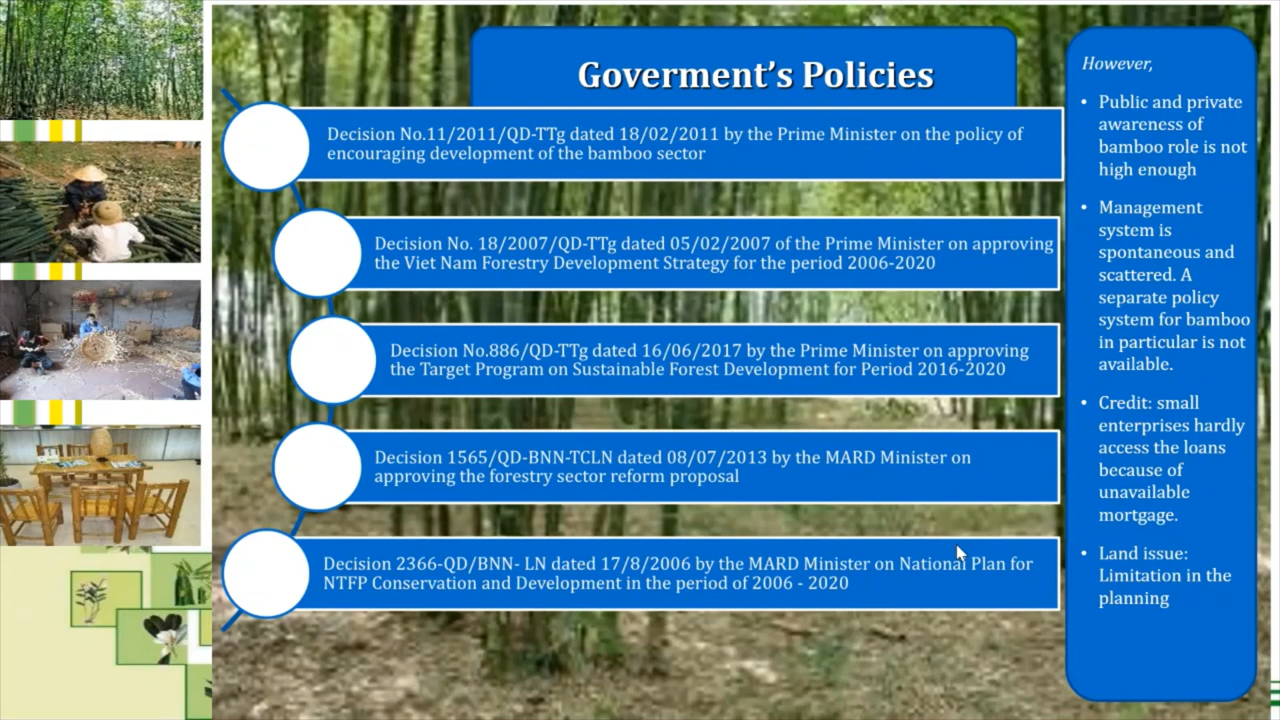 Goverment's Policies
Decision No.11/2011/QD-TTg dated 18/02/2011 by the Prime Minister on the policy of
encouraging development of the bamboo sector
Decision No. 18/2007/QD-TTg dated 05/02/2007 of the Prime Minister on approving
the Viet Nam Forestry Development Strategy for the period 2006-2020
Decision No.886/QD-TTg dated 16/06/2017 by the Prime Minister on approving
the Target Program on Sustainable Forest Development for Period 2016-2020
Decision 1565/QD-BNN-TCLN dated 08/07/2013 by the MARD Minister on
approving the forestry sector reform proposal
Decision 2366-QD/BNN- LN dated 17/8/2006 by the MARD Minister on National Plan for
NTFP Conservation and Development in the period of 2006 - 2020
However,
• Public and private
awareness of
bamboo role is not
high enough
• Management
system is
spontaneous and
scattered. A
separate policy
system for bamboo
in particular is not
available.
• Credit: small
enterprises hardly
access the loans
because of
unavailable
mortgage.
• Land issue:
Limitation in the
planning